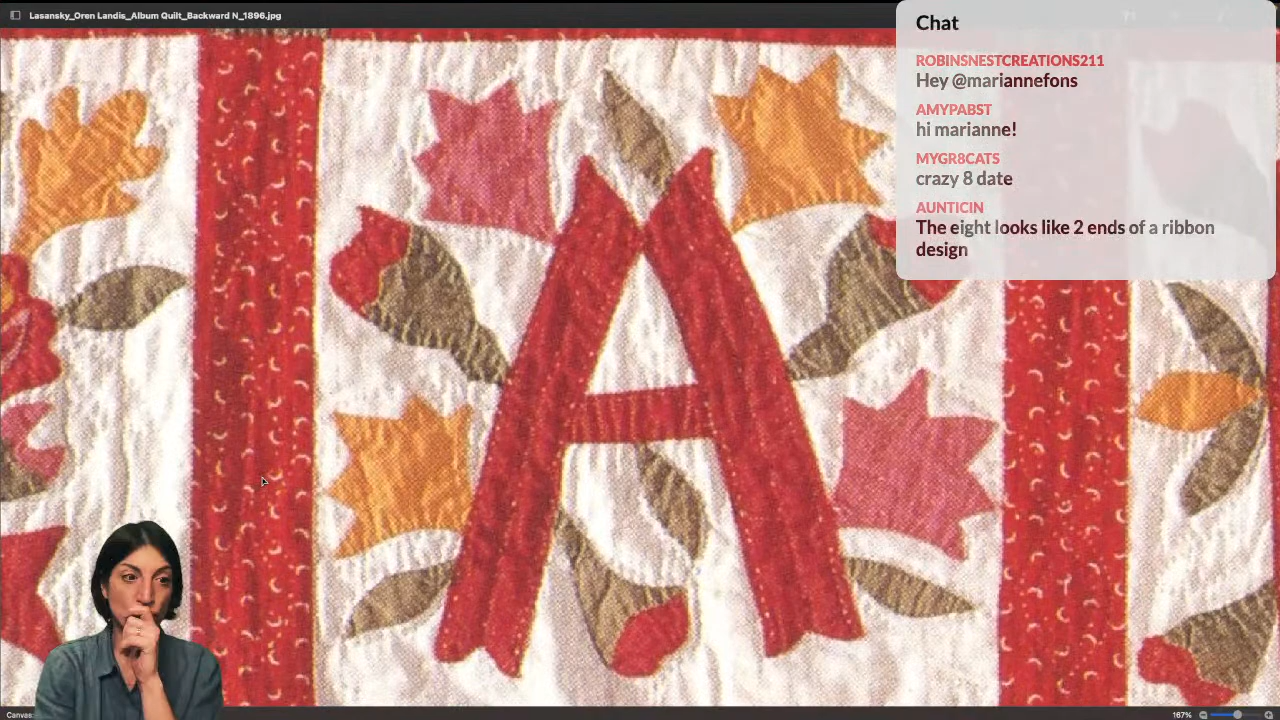 Lasansky_Oren Landis_Album Quilt_Backward N_1896.jpg
Chat
ROBINSNESTCREATIONS211
Hey @mariannefons
AMYPABST
hi marianne!
MYGR8CATS
crazy 8 date
AUNTICIN
The eight looks like 2 ends of a ribbon
design
A
Canvas:
167%